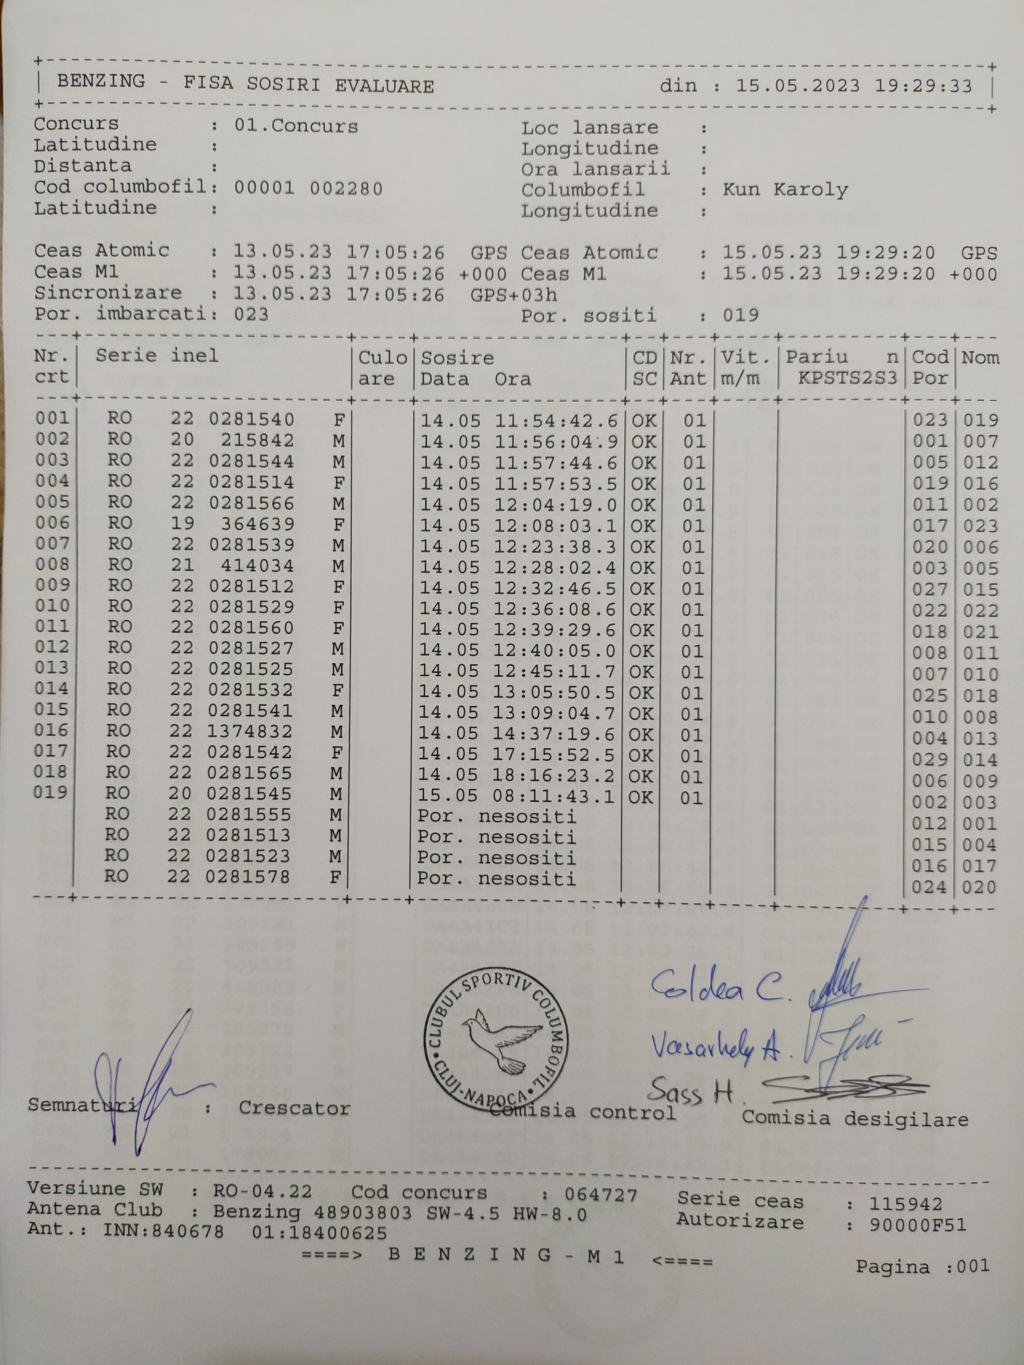 BENZING - FISA SOSIRI EVALUARE din : 15.05.2023 19:29:33
Concurs : 01.Concurs Loc lansare :
Latitudine : Longitudine :
Distanta : Ora lansarii :
Cod columbofil: 00001 002280 Columbofil : Kun Karoly
Latitudine : Longitudine :
Ceas Atomic : 13.05.23 17:05:26 GPS Ceas Atomic : 15.05.23 19:29:20 GPS
Ceas M1 : 13.05.23 17:05:26 +000 Ceas M1 : 15.05.23 19:29:20 +000
Sincronizare : 13.05.23 17:05:26 GPS+03h
Por. imbarcati: 023 Por. sositi : 019
Nr. Serie inel Culo Sosire CD Nr. Vit. Pariu n Cod Nom
crt are Data Ora SC Ant m/m KPSTS2S3 Por
001 RO 22 0281540 F 14.05 11:54:42.6 OK 01 023 019
002 RO 20 215842 M 14.05 11:56:04.9 OK 01 001 007
003 RO 22 0281544 M 14.05 11:57:44.6 OK 01 005 012
004 RO 22 0281514 F 14.05 11:57:53.5 OK 01 019 016
005 RO 22 0281566 M 14.05 12:04:19.0 OK 01 011 002
006 RO 19 364639 F 14.05 12:08:03.1 OK 01 017 023
007 RO 22 0281539 M 14.05 12:23:38.3 OK 01 020 006
008 RO 21 414034 M 14.05 12:28:02.4 OK 01 003 005
009 RO 22 0281512 F 14.05 12:32:46.5 OK 01 027 015
010 RO 22 0281529 F 14.05 12:36:08.6 OK 01 022 022
011 RO 22 0281560 F 14.05 12:39:29.6 OK 01 018 021
012 RO 22 0281527 M 14.05 12:40:05.0 OK 01 008 011
013 RO 22 0281525 M 14.05 12:45:11.7 OK 01 007 010
014 RO 22 0281532 F 14.05 13:05:50.5 OK 01 025 018
015 RO 22 0281541 M 14.05 13:09:04.7 OK 01 010 008
016 RO 22 1374832 M 14.05 14:37:19.6 OK 01 004 013
017 RO 22 0281542 F 14.05 17:15:52.5 OK 01 029 014
018 RO 22 0281565 M 14.05 18:16:23.2 OK 01 006 009
019 RO 20 0281545 M 15.05 08:11:43.1 OK 01 002 003
RO 22 0281555 M Por. nesositi 012 001
RO 22 0281513 M Por. nesositi 015 004
RO 22 0281523 M Por. nesositi 016 017
RO 22 0281578 F Por. nesositi 024 020
CLUBUL SPORTIV COLUMBOFIL
CLUJ-NAPOCA
Coldea C.
Vasarhely A.
Sass H.
Semnaturi : Crescator Comisia control Comisia desigilare
Versiune SW : RO-04.22 Cod concurs : 064727 Serie ceas : 115942
Antena Club : Benzing 48903803 SW-4.5 HW-8.0 Autorizare : 90000F51
Ant.: INN:840678 01:18400625
====> B E N Z I N G - M 1 <==== Pagina :001